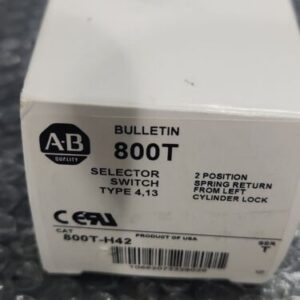 BULLETIN
800T
A-B
QUALITY
SELECTOR
SWITCH
TYPE 4,13
2 POSITION
SPRING RETURN
FROM LEFT
CYLINDER LOCK
PRODUCT OF USA
CAT
800T-H42
SER
T